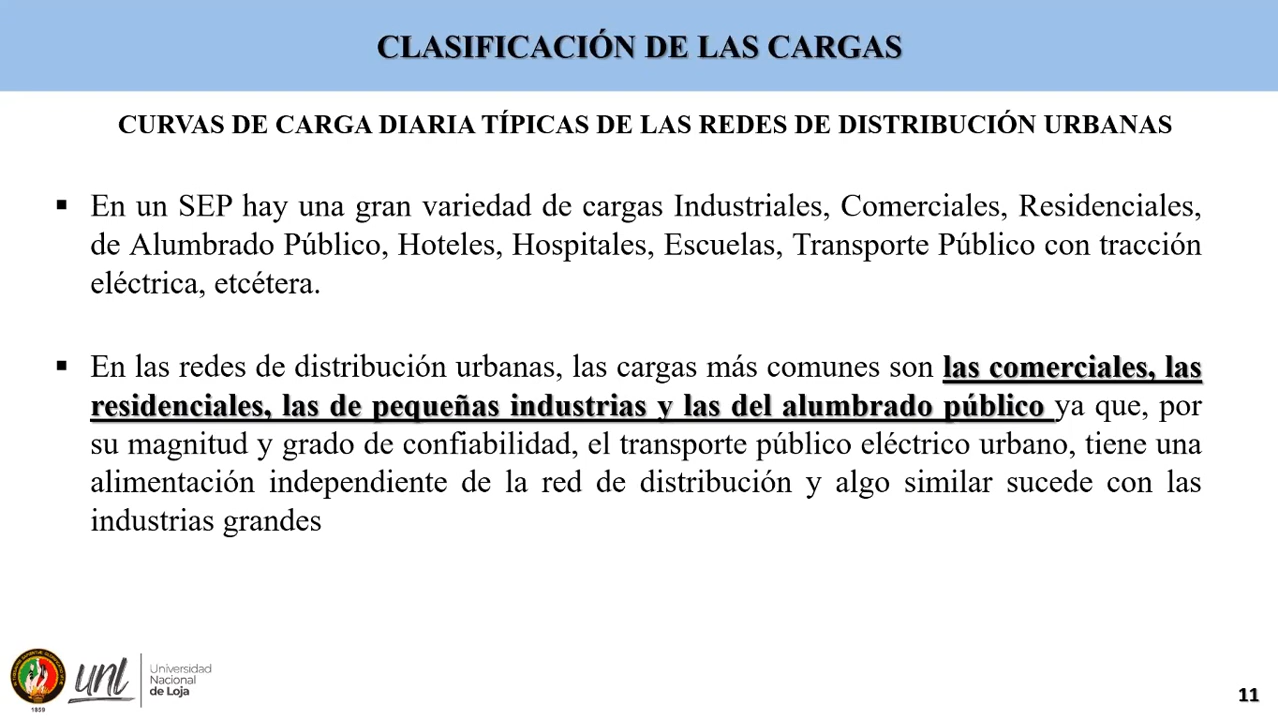 CLASIFICACIÓN DE LAS CARGAS
CURVAS DE CARGA DIARIA TÍPICAS DE LAS REDES DE DISTRIBUCIÓN URBANAS
▪ En un SEP hay una gran variedad de cargas Industriales, Comerciales, Residenciales,
de Alumbrado Público, Hoteles, Hospitales, Escuelas, Transporte Público con tracción
eléctrica, etcétera.
▪ En las redes de distribución urbanas, las cargas más comunes son las comerciales, las
residenciales, las de pequeñas industrias y las del alumbrado público ya que, por
su magnitud y grado de confiabilidad, el transporte público eléctrico urbano, tiene una
alimentación independiente de la red de distribución y algo similar sucede con las
industrias grandes
1859
unl
Universidad
Nacional
de Loja
11